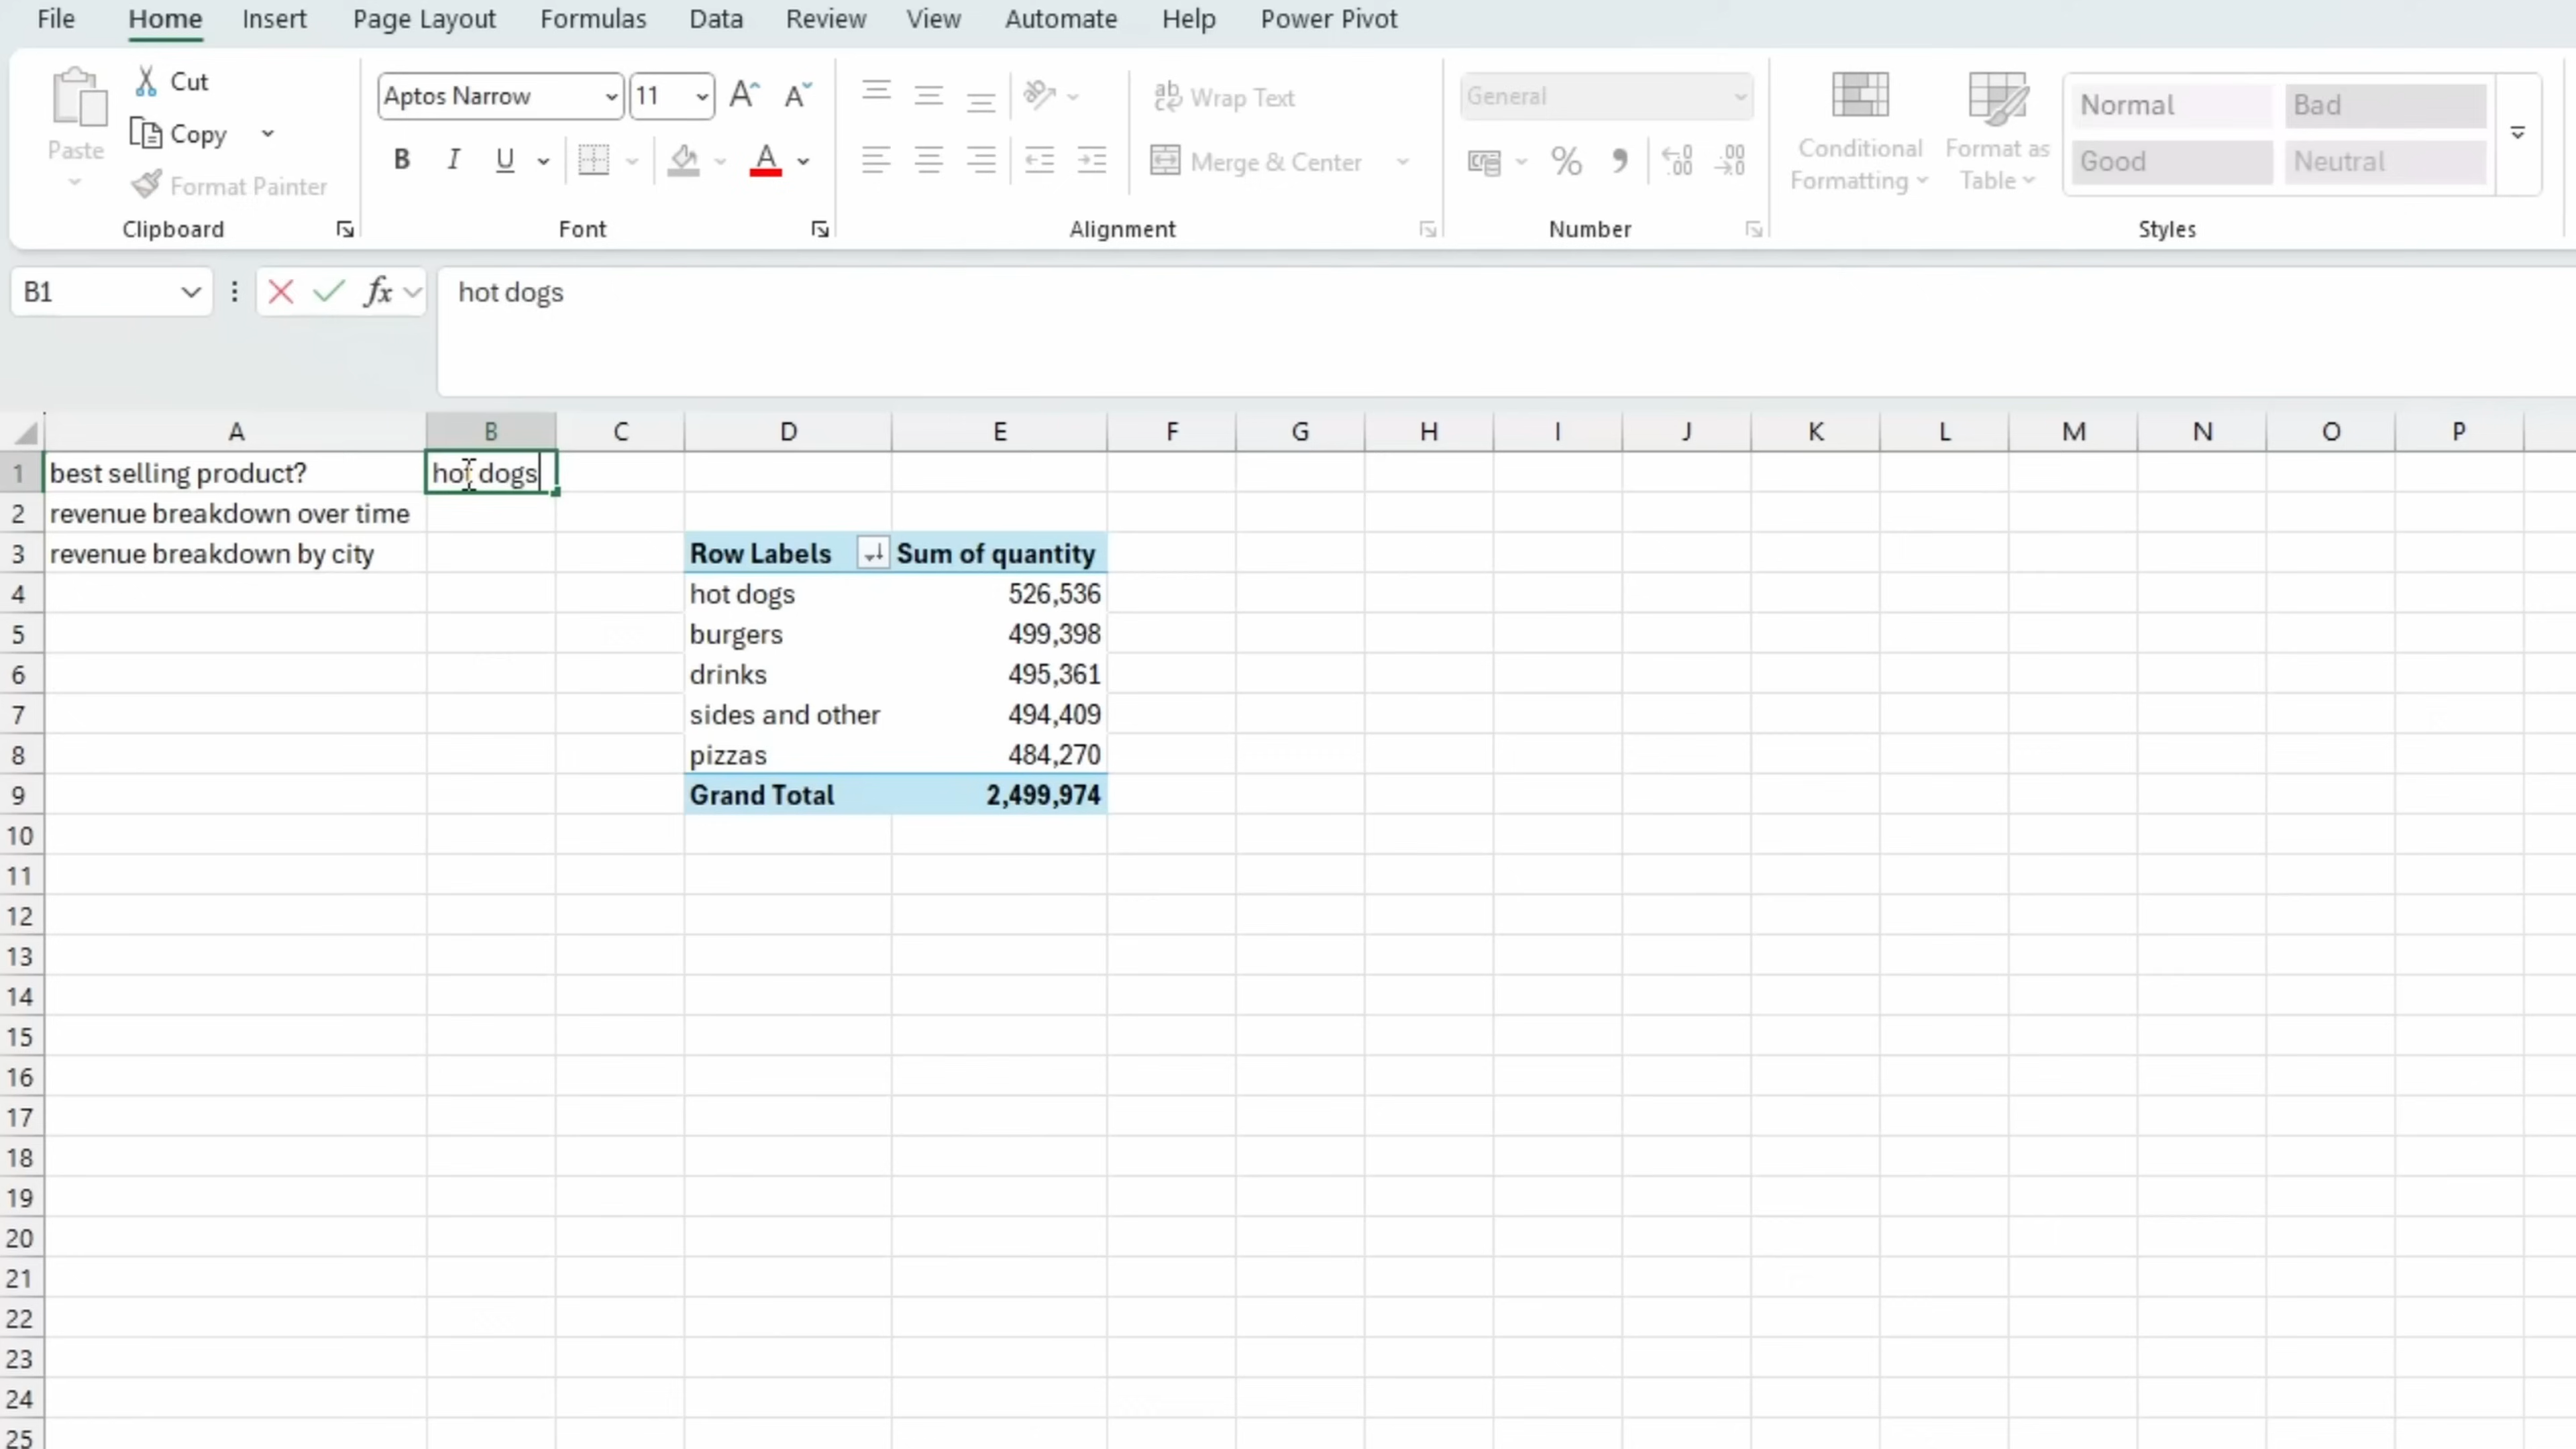 File Home Insert Page Layout Formulas Data Review View Automate Help Power Pivot
Paste
Cut
Copy
Format Painter
Clipboard
Aptos Narrow 11 A A
B I U A
Font
ab Wrap Text
Merge & Center
Alignment
General
% 9 .00 .00
Number
Conditional Formatting
Format as Table
Normal Bad
Good Neutral
Styles
B1 fx hot dogs
A B C D E F G H I J K L M N O P
1 best selling product? hot dogs
2 revenue breakdown over time
3 revenue breakdown by city Row Labels Sum of quantity
4 hot dogs 526,536
5 burgers 499,398
6 drinks 495,361
7 sides and other 494,409
8 pizzas 484,270
9 Grand Total 2,499,974
10
11
12
13
14
15
16
17
18
19
20
21
22
23
24
25